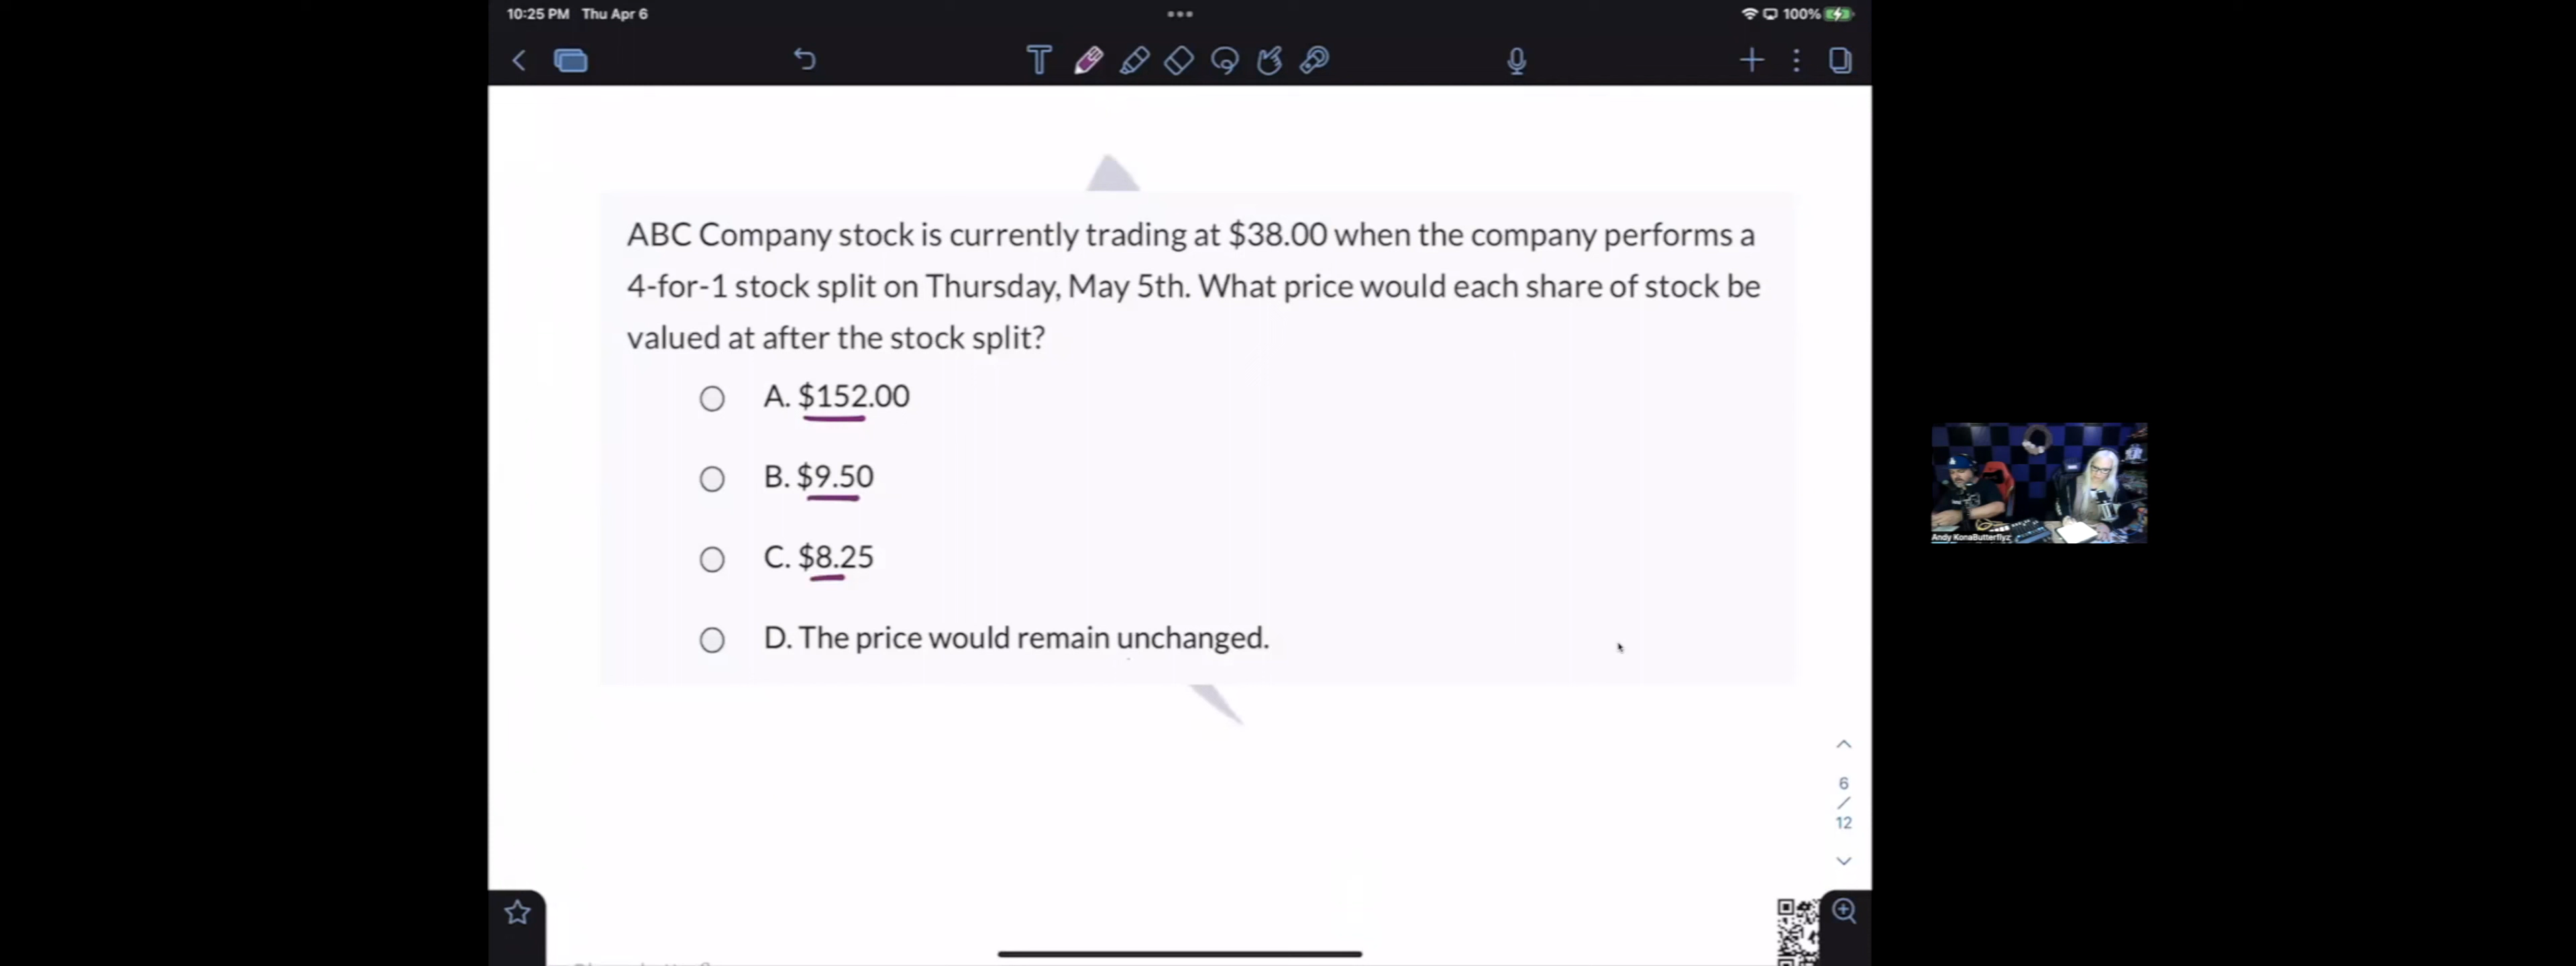 10:25 PM Thu Apr 6
100%
T
ABC Company stock is currently trading at $38.00 when the company performs a
4-for-1 stock split on Thursday, May 5th. What price would each share of stock be
valued at after the stock split?
A. $152.00
B. $9.50
C. $8.25
D. The price would remain unchanged.
Andy KonaButterflyz
6
/
12